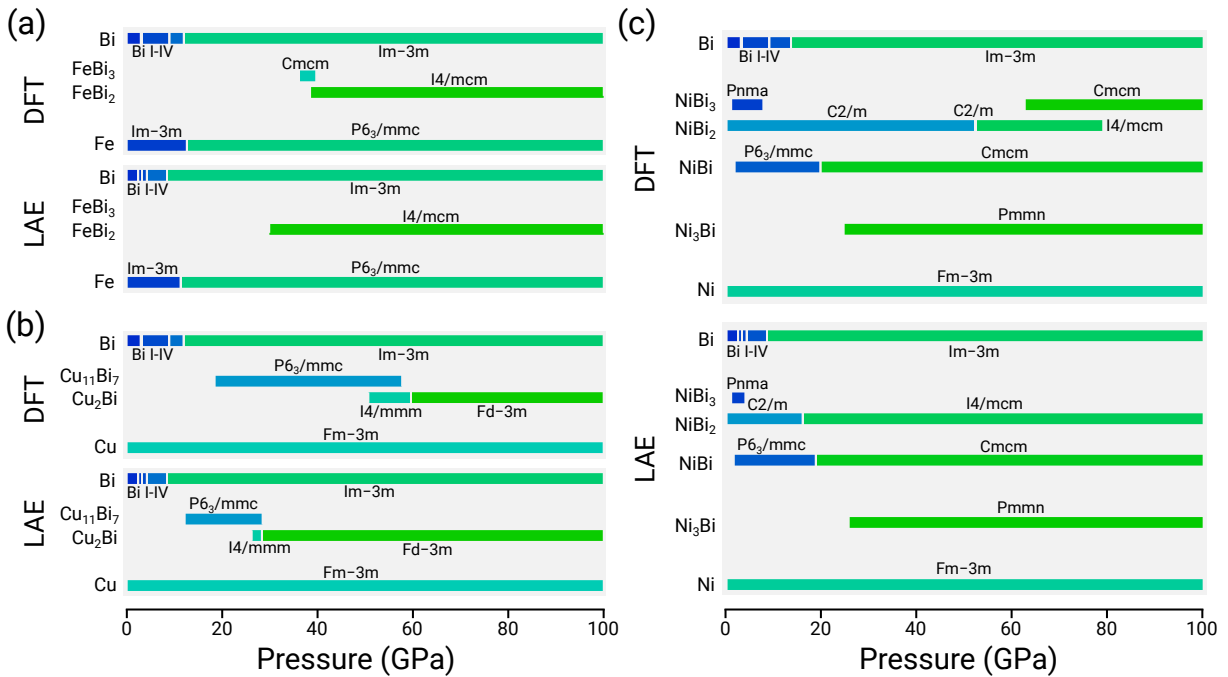 (a)
DFT
Bi
Bi I-IV
Im−3m
FeBi₃
Cmcm
FeBi₂
I4/mcm
Fe
Im−3m
P6₃/mmc
LAE
Bi
Bi I-IV
Im−3m
FeBi₃
FeBi₂
I4/mcm
Fe
Im−3m
P6₃/mmc
(b)
DFT
Bi
Bi I-IV
Im−3m
Cu₁₁Bi₇
P6₃/mmc
Cu₂Bi
I4/mmm
Fd−3m
Cu
Fm−3m
LAE
Bi
Bi I-IV
Im−3m
Cu₁₁Bi₇
P6₃/mmc
Cu₂Bi
I4/mmm
Fd−3m
Cu
Fm−3m
0 20 40 60 80 100
Pressure (GPa)
(c)
DFT
Bi
Bi I-IV
Im−3m
NiBi₃
Pnma
Cmcm
NiBi₂
C2/m
C2/m
I4/mcm
NiBi
P6₃/mmc
Cmcm
Ni₃Bi
Pmmn
Ni
Fm−3m
LAE
Bi
Bi I-IV
Im−3m
NiBi₃
Pnma
NiBi₂
C2/m
I4/mcm
NiBi
P6₃/mmc
Cmcm
Ni₃Bi
Pmmn
Ni
Fm−3m
0 20 40 60 80 100
Pressure (GPa)